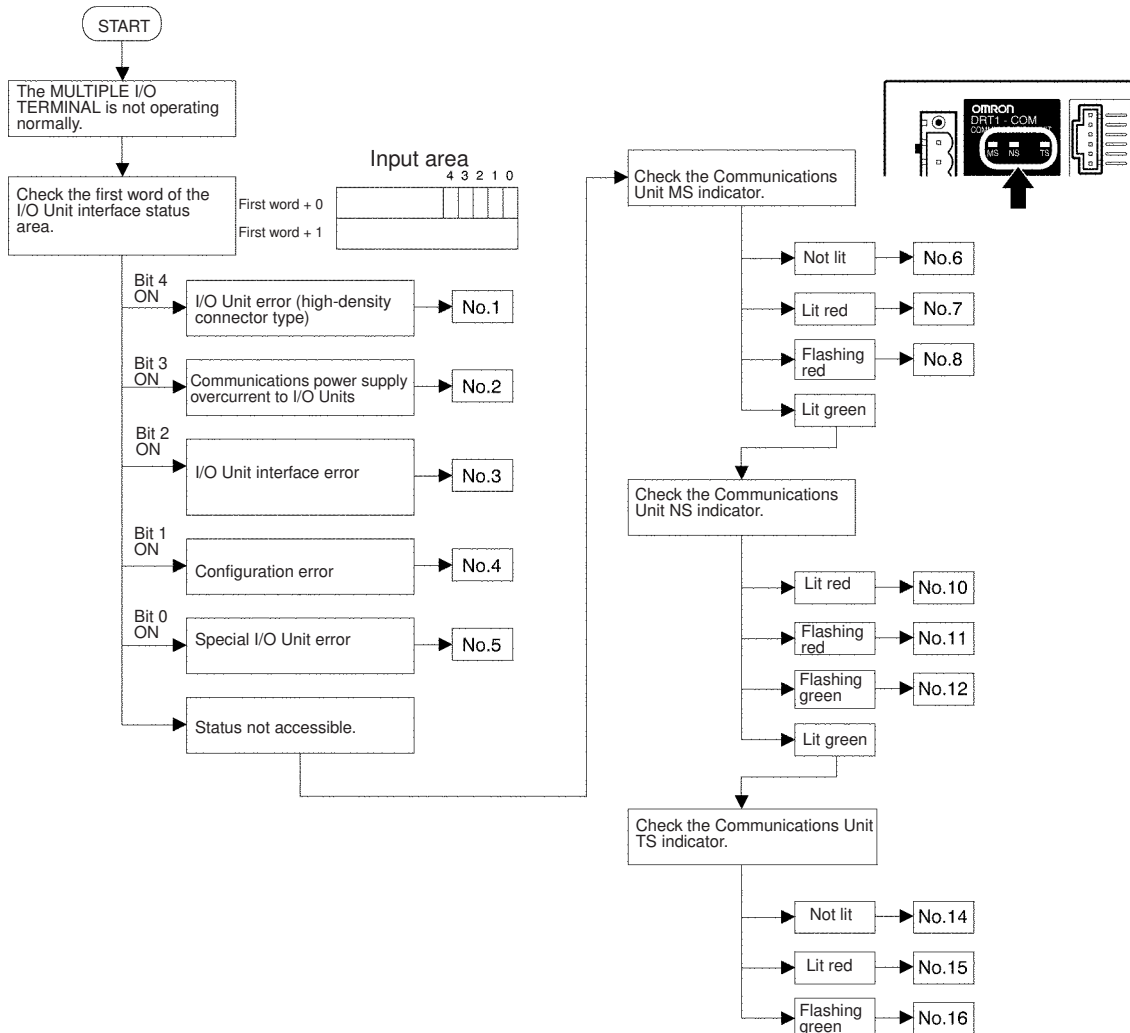 START
The MULTIPLE I/O
TERMINAL is not operating
normally.
Check the first word of the
I/O Unit interface status
area.
Input area
4 3 2 1 0
First word + 0
First word + 1
Bit 4
ON
I/O Unit error (high-density
connector type)
No.1
Bit 3
ON
Communications power supply
overcurrent to I/O Units
No.2
Bit 2
ON
I/O Unit interface error
No.3
Bit 1
ON
Configuration error
No.4
Bit 0
ON
Special I/O Unit error
No.5
Status not accessible.
Check the Communications
Unit MS indicator.
OMRON
DRT1 - COM
MS NS TS
Not lit
No.6
Lit red
No.7
Flashing
red
No.8
Lit green
Check the Communications
Unit NS indicator.
Lit red
No.10
Flashing
red
No.11
Flashing
green
No.12
Lit green
Check the Communications Unit
TS indicator.
Not lit
No.14
Lit red
No.15
Flashing
green
No.16